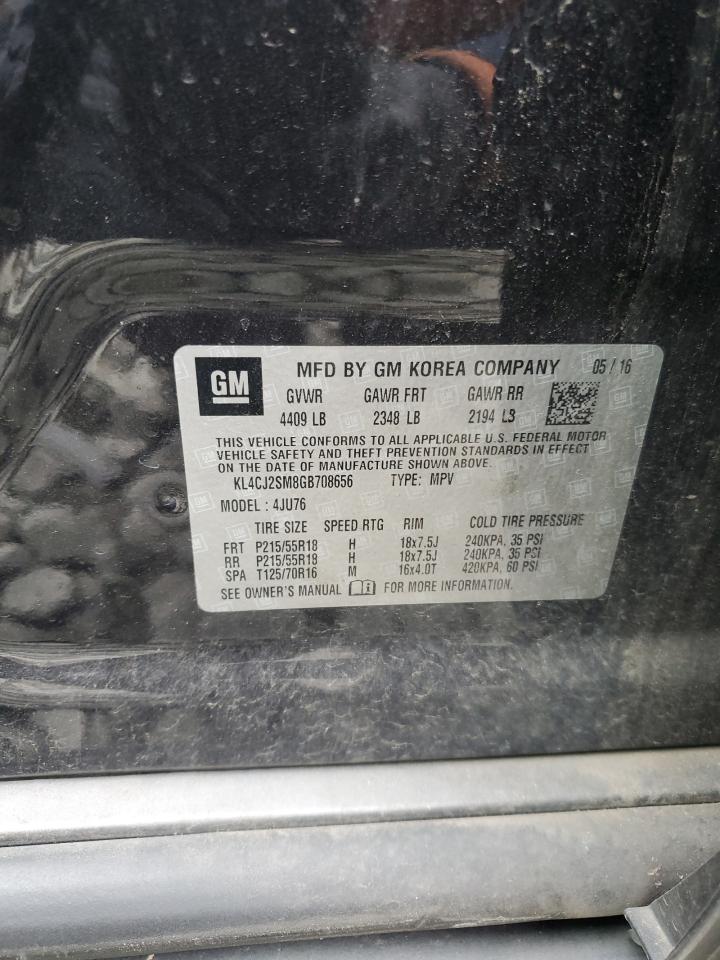 GM MFD BY GM KOREA COMPANY 05 / 16
GVWR GAWR FRT GAWR RR
4409 LB 2348 LB 2194 LB
THIS VEHICLE CONFORMS TO ALL APPLICABLE U.S. FEDERAL MOTOR
VEHICLE SAFETY AND THEFT PREVENTION STANDARDS IN EFFECT
ON THE DATE OF MANUFACTURE SHOWN ABOVE.
KL4CJ2SM8GB708656 TYPE: MPV
MODEL : 4JU76
TIRE SIZE SPEED RTG RIM COLD TIRE PRESSURE
FRT P215/55R18 H 18x7.5J 240KPA, 35 PSI
RR P215/55R18 H 18x7.5J 240KPA, 35 PSI
SPA T125/70R16 M 16x4.0T 420KPA, 60 PSI
SEE OWNER'S MANUAL FOR MORE INFORMATION.